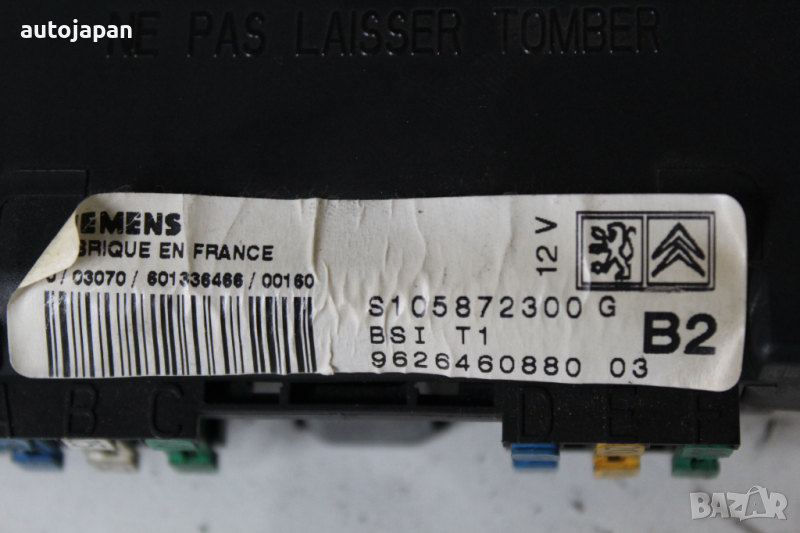 autojapan
NE PAS LAISSER TOMBER
EMENS
BRIQUE EN FRANCE
/ 03070 / 601336466 / 00160
12 V
S105872300 G
BSI T1
9626460880 03
B2
A B C D E F
BAZAR